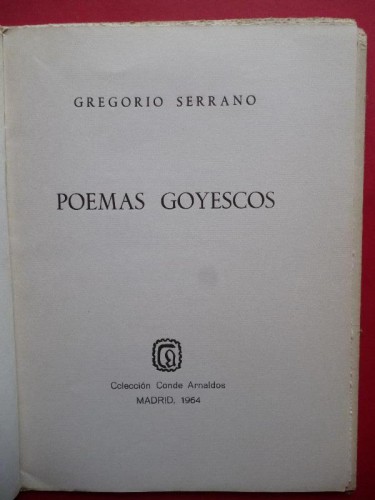 GREGORIO SERRANO
POEMAS GOYESCOS
Colección Conde Arnaldos
MADRID, 1964